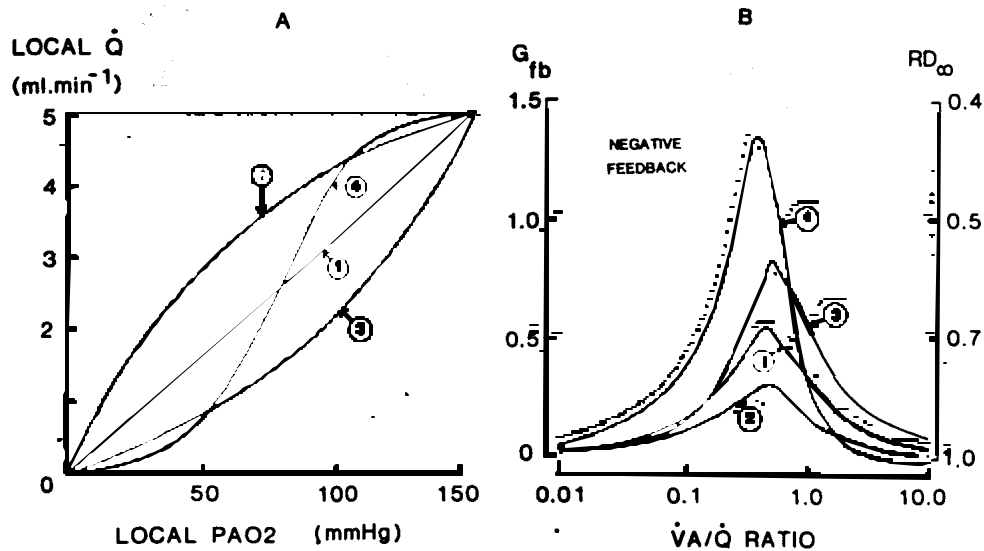 A
LOCAL Q̇
(ml.min⁻¹)
5
4
3
2
0
50
100
150
4
1
3
LOCAL PAO2 (mmHg)
B
G fb
RD∞
1.5
1.0
0.5
0
0.4
0.5
0.7
1.0
NEGATIVE
FEEDBACK
4
3
1
2
0.01
0.1
1.0
10.0
V̇A/Q̇ RATIO